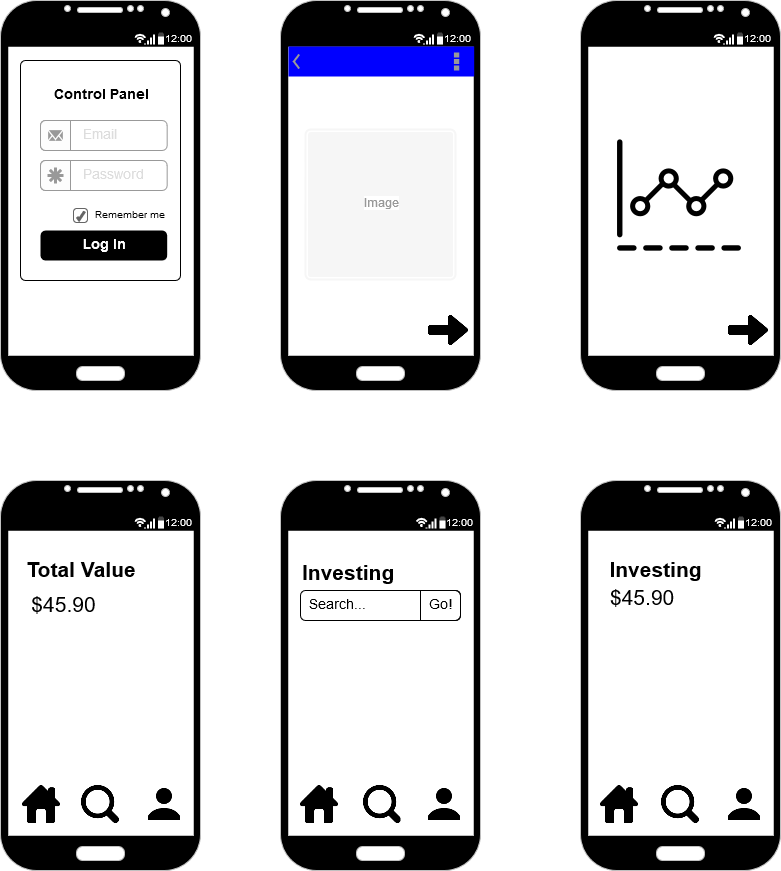 12:00
Control Panel
Email
Password
Remember me
Log In
12:00
Image
12:00
12:00
Total Value
$45.90
12:00
Investing
Search... Go!
12:00
Investing
$45.90